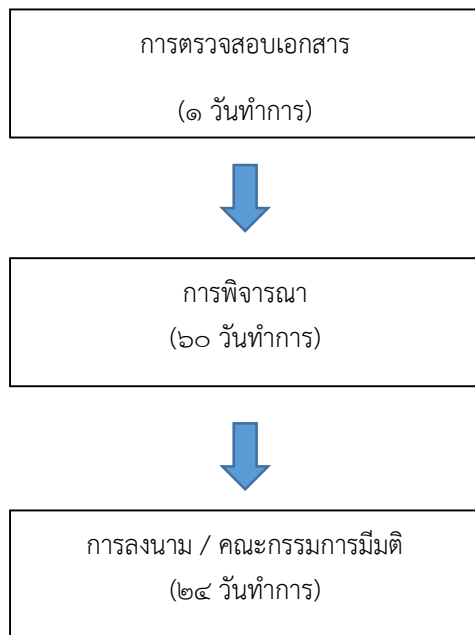 การตรวจสอบเอกสาร
(๑ วันทำการ)
การพิจารณา
(๖๐ วันทำการ)
การลงนาม / คณะกรรมการมีมติ
(๒๔ วันทำการ)